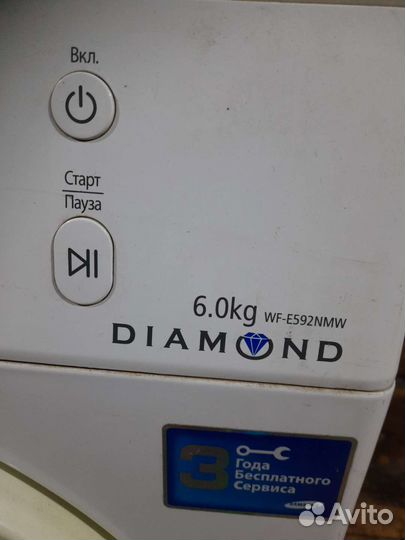 Вкл.
Старт
Пауза
6.0kg WF-E592NMW
DIAMOND
3 Года
Бесплатного
Сервиса
Avito